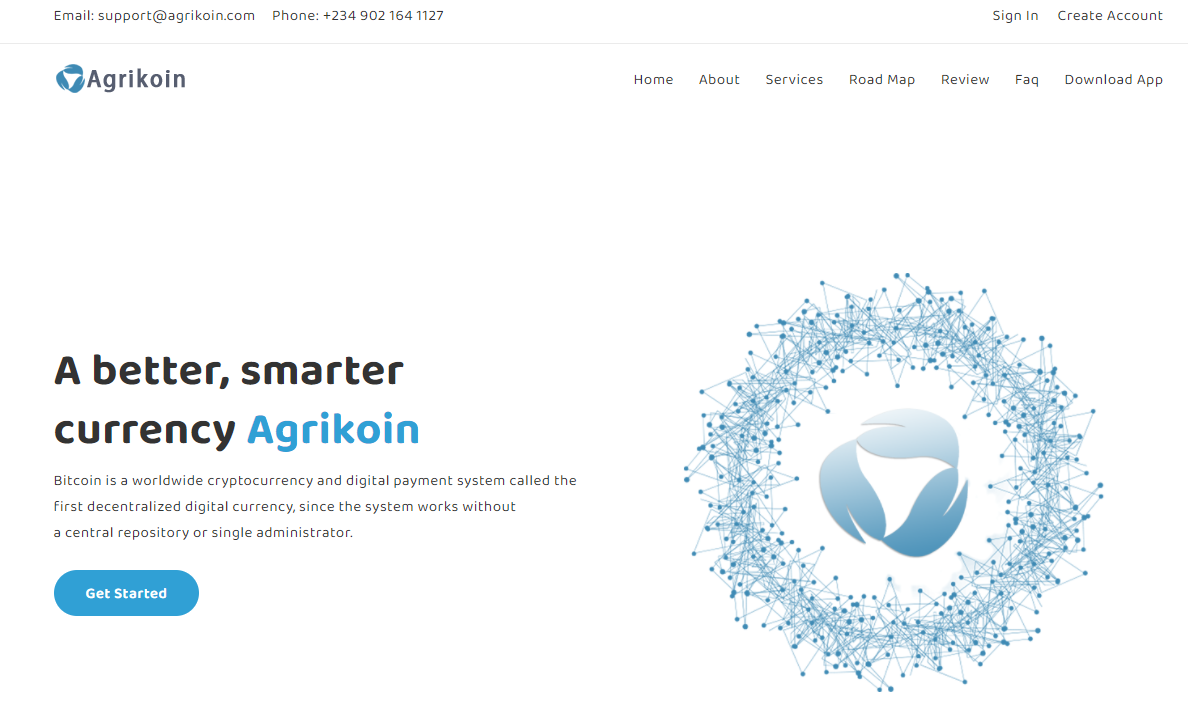 Email: support@agrikoin.com Phone: +234 902 164 1127 Sign In Create Account
Agrikoin Home About Services Road Map Review Faq Download App
A better, smarter
currency Agrikoin
Bitcoin is a worldwide cryptocurrency and digital payment system called the
first decentralized digital currency, since the system works without
a central repository or single administrator.
Get Started